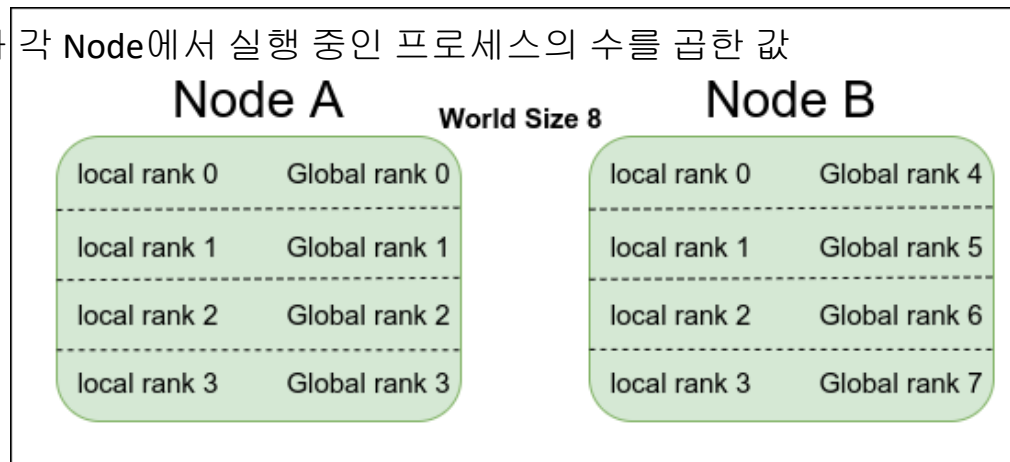 각 Node에서 실행 중인 프로세스의 수를 곱한 값
Node A
World Size 8
Node B
local rank 0 Global rank 0
local rank 1 Global rank 1
local rank 2 Global rank 2
local rank 3 Global rank 3
local rank 0 Global rank 4
local rank 1 Global rank 5
local rank 2 Global rank 6
local rank 3 Global rank 7